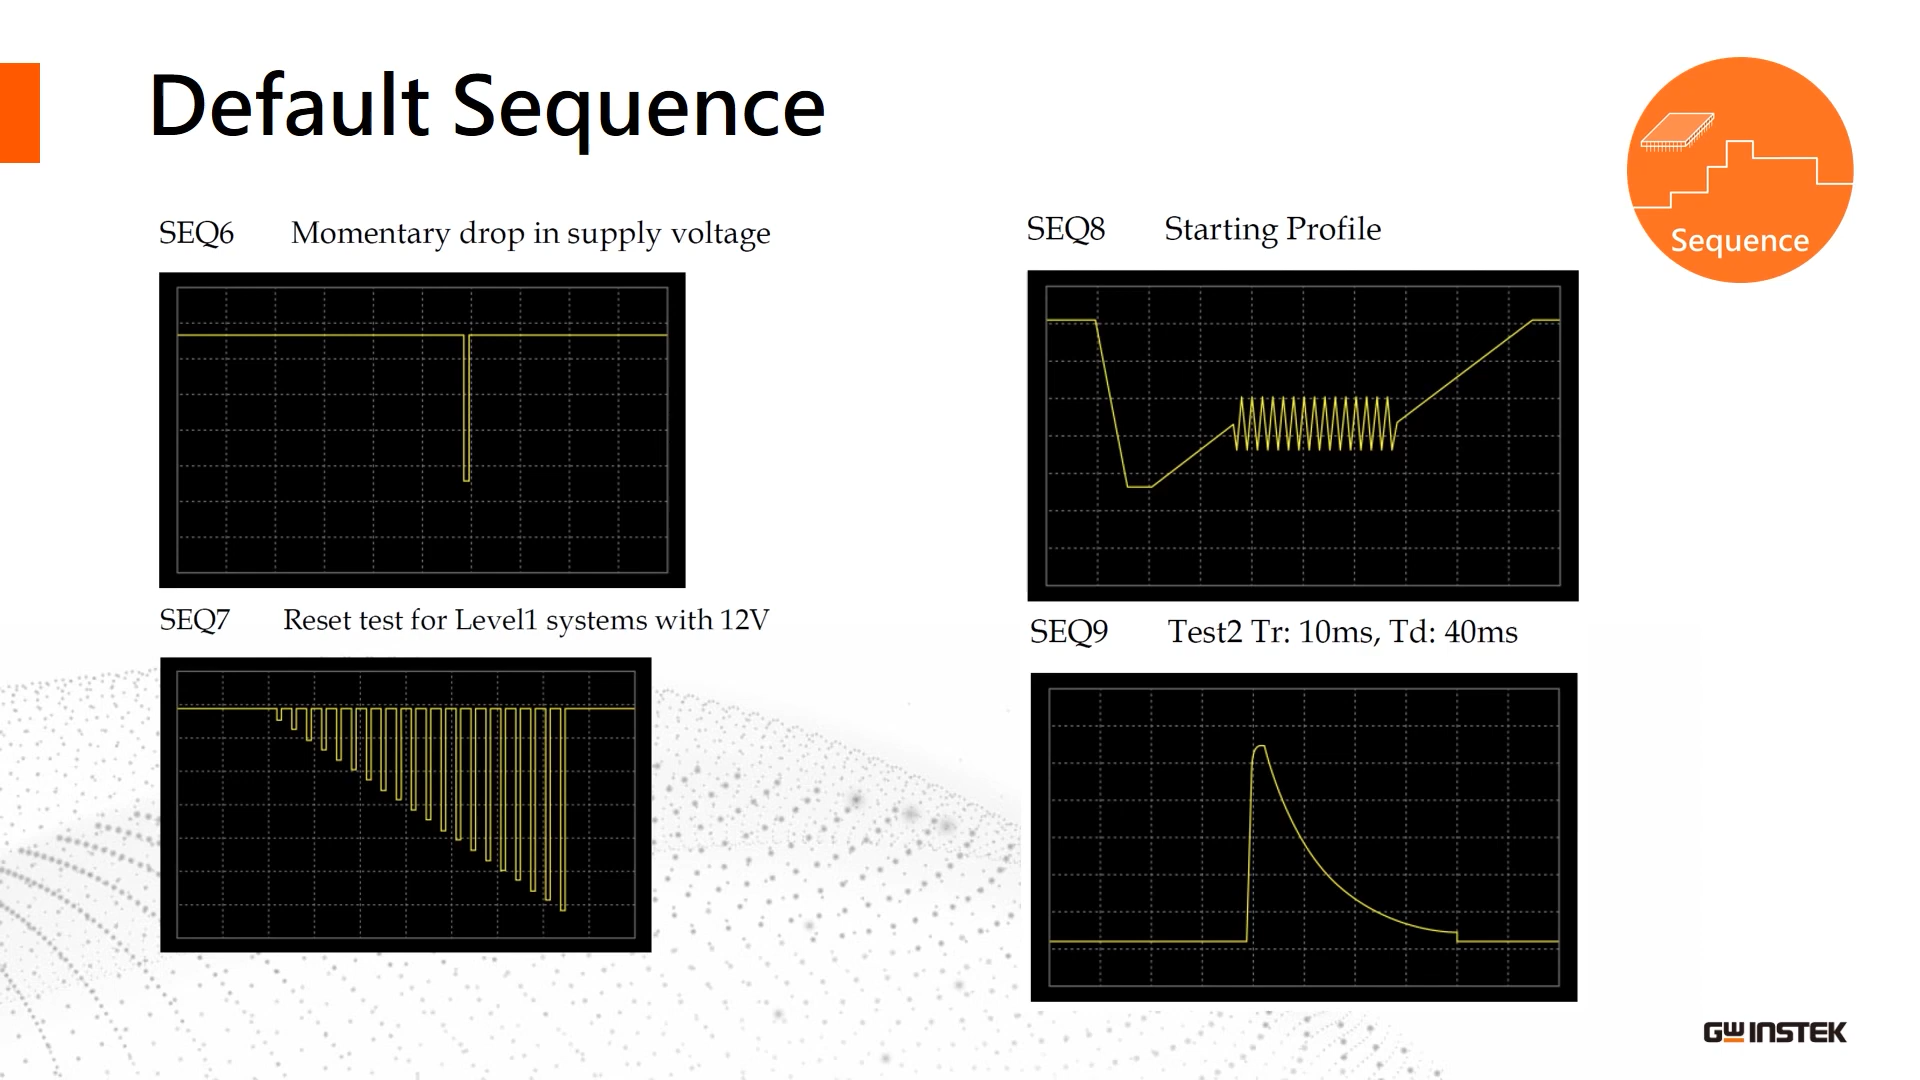 Default Sequence
Sequence
SEQ6 Momentary drop in supply voltage
SEQ8 Starting Profile
SEQ7 Reset test for Level1 systems with 12V
SEQ9 Test2 Tr: 10ms, Td: 40ms
GW INSTEK